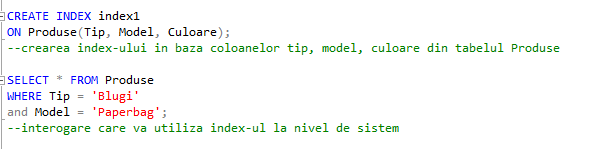 CREATE INDEX index1
ON Produse(Tip, Model, Culoare);
--crearea index-ului in baza coloanelor tip, model, culoare din tabelul Produse
SELECT * FROM Produse
WHERE Tip = 'Blugi'
and Model = 'Paperbag';
--interogare care va utiliza index-ul la nivel de sistem